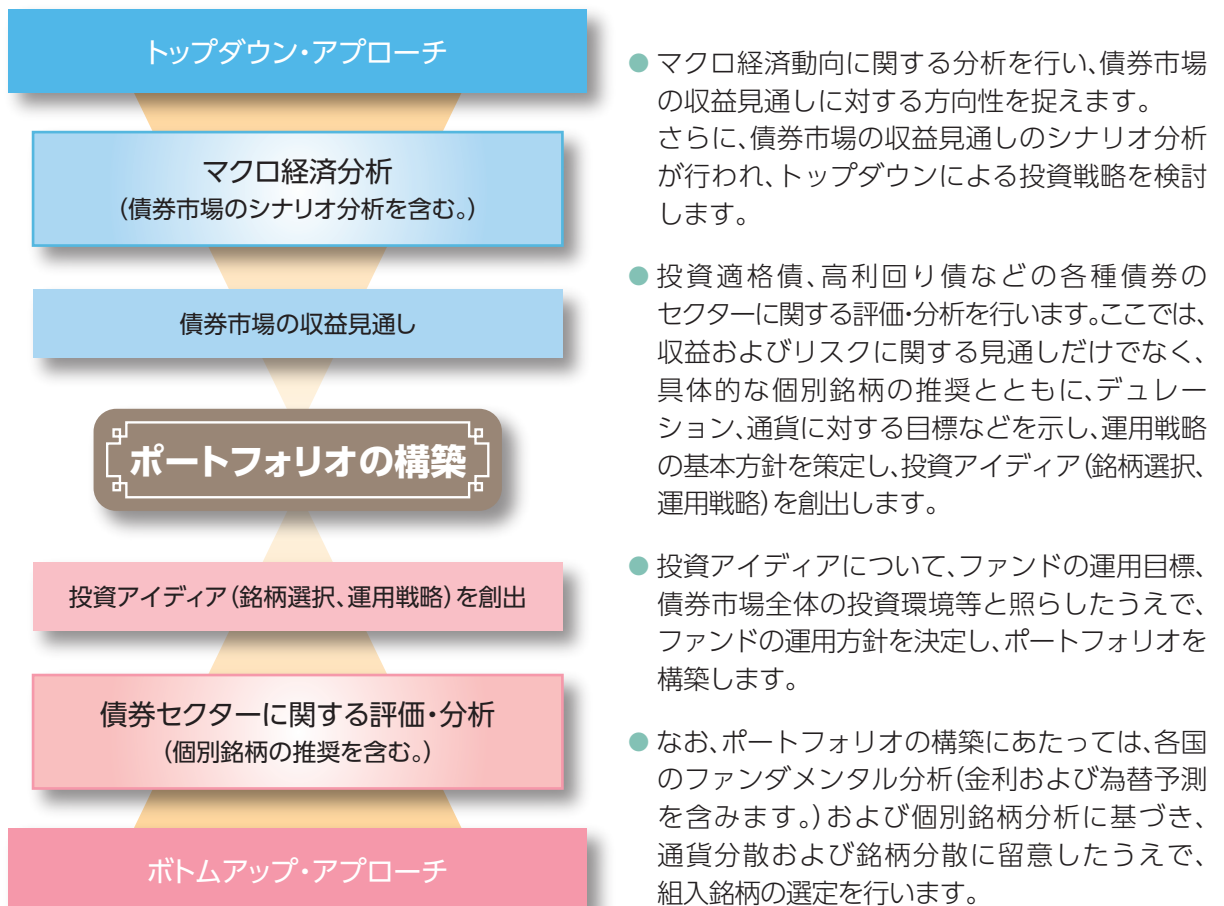 トップダウン・アプローチ
マクロ経済分析
(債券市場のシナリオ分析を含む。)
債券市場の収益見通し
ポートフォリオの構築
投資アイディア(銘柄選択、運用戦略)を創出
債券セクターに関する評価・分析
(個別銘柄の推奨を含む。)
ボトムアップ・アプローチ
● マクロ経済動向に関する分析を行い、債券市場
の収益見通しに対する方向性を捉えます。
さらに、債券市場の収益見通しのシナリオ分析
が行われ、トップダウンによる投資戦略を検討
します。
● 投資適格債、高利回り債などの各種債券の
セクターに関する評価・分析を行います。ここでは、
収益およびリスクに関する見通しだけでなく、
具体的な個別銘柄の推奨とともに、デュレー
ション、通貨に対する目標などを示し、運用戦略
の基本方針を策定し、投資アイディア(銘柄選択、
運用戦略)を創出します。
● 投資アイディアについて、ファンドの運用目標、
債券市場全体の投資環境等と照らしたうえで、
ファンドの運用方針を決定し、ポートフォリオを
構築します。
● なお、ポートフォリオの構築にあたっては、各国
のファンダメンタル分析(金利および為替予測
を含みます。)および個別銘柄分析に基づき、
通貨分散および銘柄分散に留意したうえで、
組入銘柄の選定を行います。